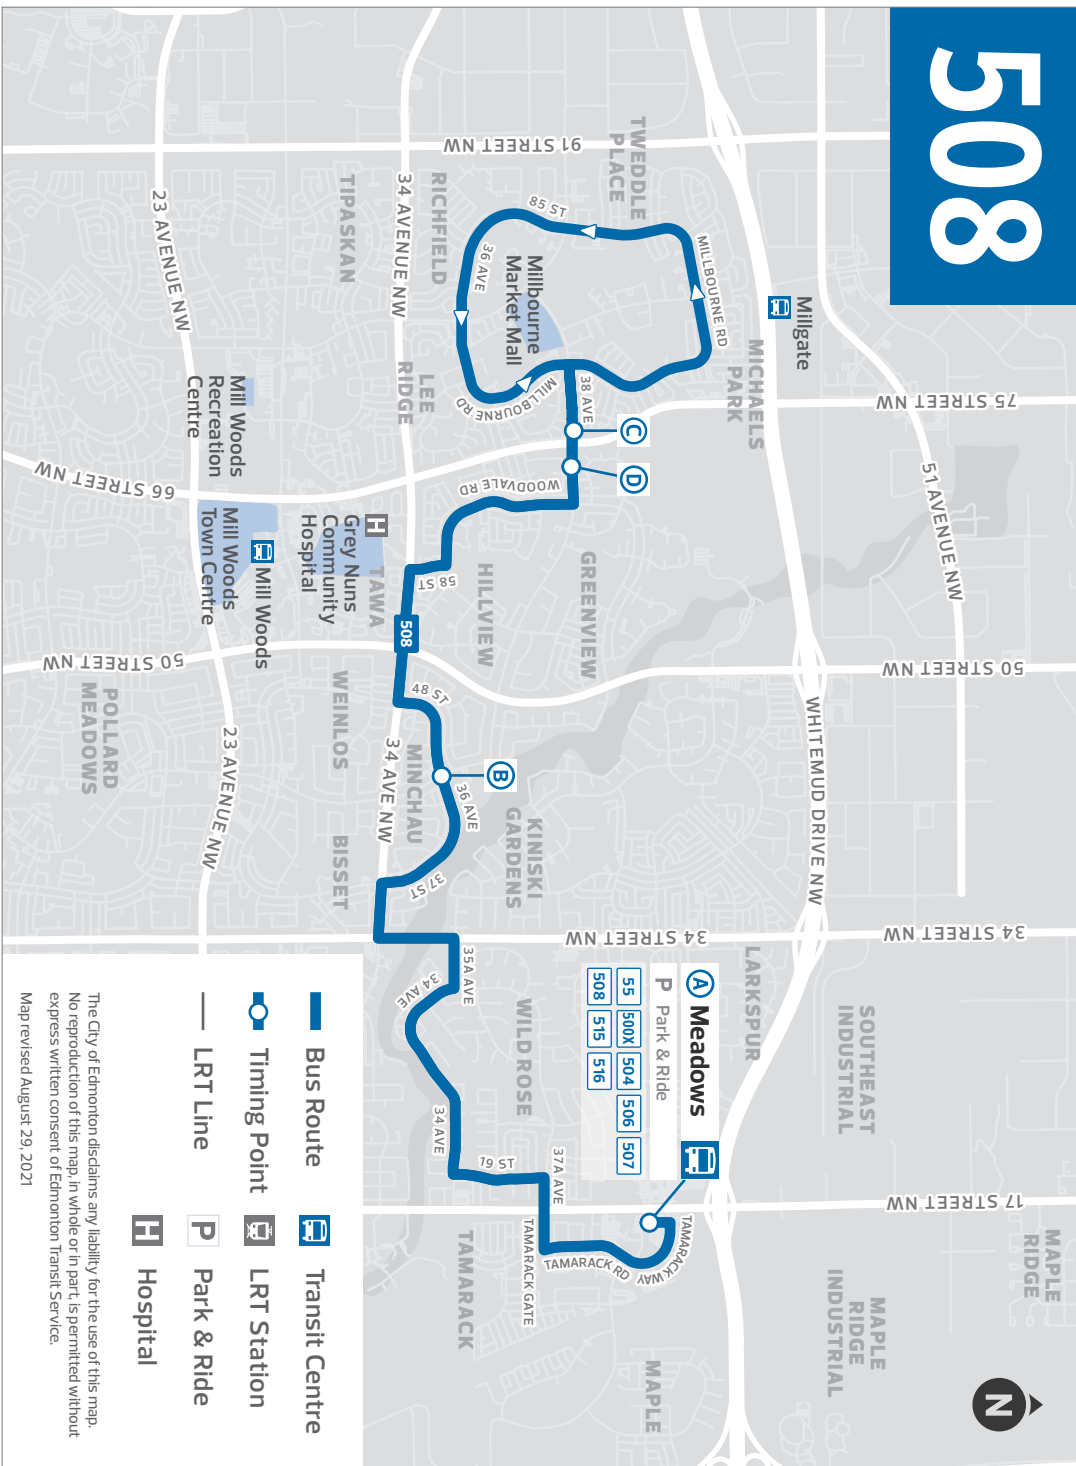 508
91 STREET NW
TWEDDLE
PLACE
85 ST
MILLBOURNE RD
36 AVE
Millbourne
Market Mall
MILLBOURNE RD
38 AVE
Millgate
MICHAELS
PARK
75 STREET NW
51 AVENUE NW
RICHFIELD
TIPASKAN
34 AVENUE NW
23 AVENUE NW
LEE
RIDGE
Mill Woods
Recreation
Centre
66 STREET NW
C
D
WOODVALE RD
H
Grey Nuns
Community
Hospital
Mill Woods
Town Centre
Mill Woods
TAWA
58 ST
HILLVIEW
GREENVIEW
508
50 STREET NW
50 STREET NW
WHITEMUD DRIVE NW
48 ST
WEINLOS
POLLARD
MEADOWS
23 AVENUE NW
34 AVE NW
MINCHAU
B
36 AVE
KINISKI
GARDENS
BISSET
37 ST
34 STREET NW
34 STREET NW
35A AVE
34 AVE
WILD ROSE
LARKSPUR
SOUTHEAST
INDUSTRIAL
A Meadows
P Park & Ride
55 500X 504 506 507
508 515 516
34 AVE
19 ST
37A AVE
17 STREET NW
TAMARACK WAY
TAMARACK RD
TAMARACK GATE
TAMARACK
MAPLE
MAPLE
RIDGE
INDUSTRIAL
MAPLE
RIDGE
N
Bus Route
Timing Point
LRT Line
Transit Centre
LRT Station
P Park & Ride
H Hospital
The City of Edmonton disclaims any liability for the use of this map.
No reproduction of this map, in whole or in part, is permitted without
express written consent of Edmonton Transit Service.
Map revised August 29, 2021